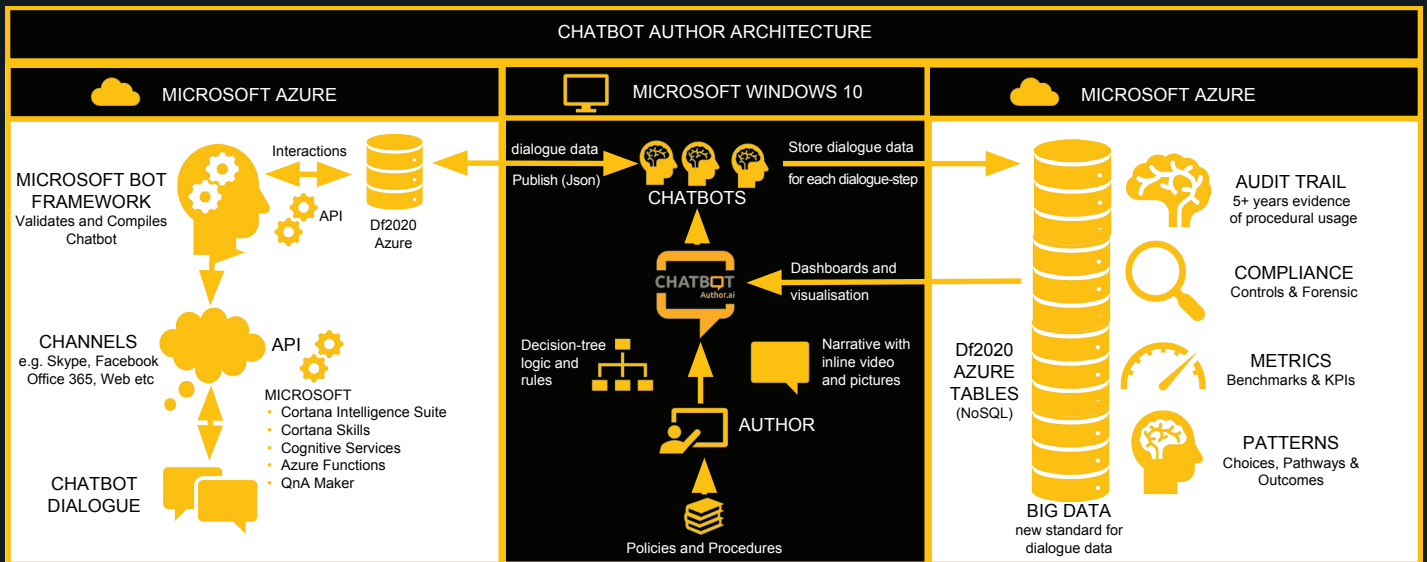 CHATBOT AUTHOR ARCHITECTURE
MICROSOFT AZURE
MICROSOFT BOT
FRAMEWORK
Validates and Compiles
Chatbot
Interactions
API
Df2020
Azure
CHANNELS
e.g. Skype, Facebook
Office 365, Web etc
API
MICROSOFT
• Cortana Intelligence Suite
• Cortana Skills
• Cognitive Services
• Azure Functions
• QnA Maker
CHATBOT
DIALOGUE
MICROSOFT WINDOWS 10
dialogue data
Publish (Json)
CHATBOTS
Store dialogue data
for each dialogue-step
CHATBOT
Author.ai
Dashboards and
visualisation
Decision-tree
logic and
rules
Narrative with
inline video
and pictures
AUTHOR
Policies and Procedures
MICROSOFT AZURE
Df2020
AZURE
TABLES
(NoSQL)
BIG DATA
new standard for
dialogue data
AUDIT TRAIL
5+ years evidence
of procedural usage
COMPLIANCE
Controls & Forensic
METRICS
Benchmarks & KPIs
PATTERNS
Choices, Pathways &
Outcomes